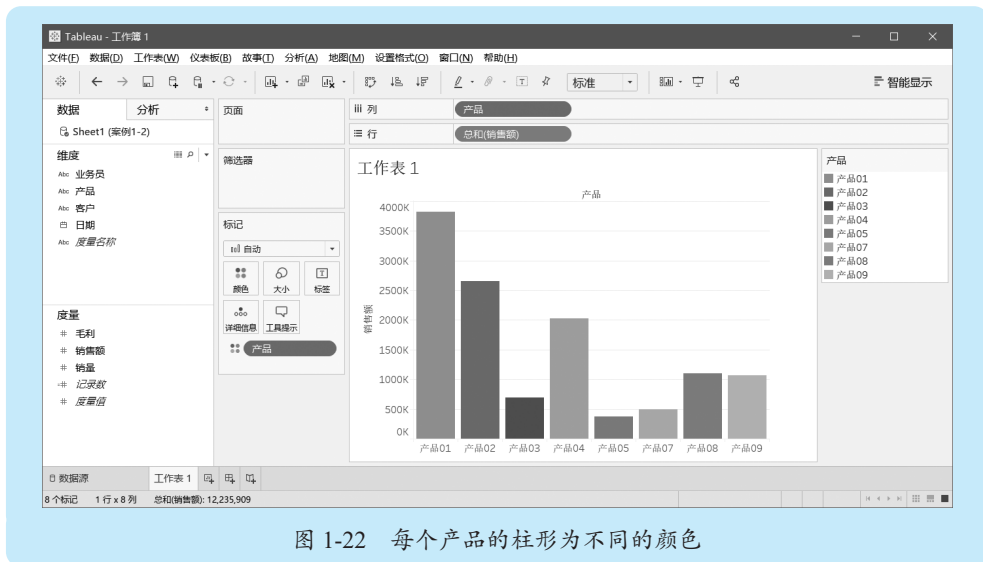 Tableau - 工作簿 1
文件(F) 数据(D) 工作表(W) 仪表板(B) 故事(T) 分析(A) 地图(M) 设置格式(O) 窗口(N) 帮助(H)
标准
智能显示
数据 分析
Sheet1 (案例1-2)
维度
Abc 业务员
Abc 产品
Abc 客户
日期
Abc 度量名称
度量
# 毛利
# 销售额
# 销量
# 记录数
# 度量值
页面
筛选器
标记
自动
颜色 大小 标签
详细信息 工具提示
产品
iii 列 产品
行 总和(销售额)
工作表 1
产品
销售额
4000K
3500K
3000K
2500K
2000K
1500K
1000K
500K
0K
产品01 产品02 产品03 产品04 产品05 产品07 产品08 产品09
产品
产品01
产品02
产品03
产品04
产品05
产品07
产品08
产品09
数据源 工作表 1
8 个标记 1 行 x 8 列 总和(销售额): 12,235,909
图 1-22 每个产品的柱形为不同的颜色